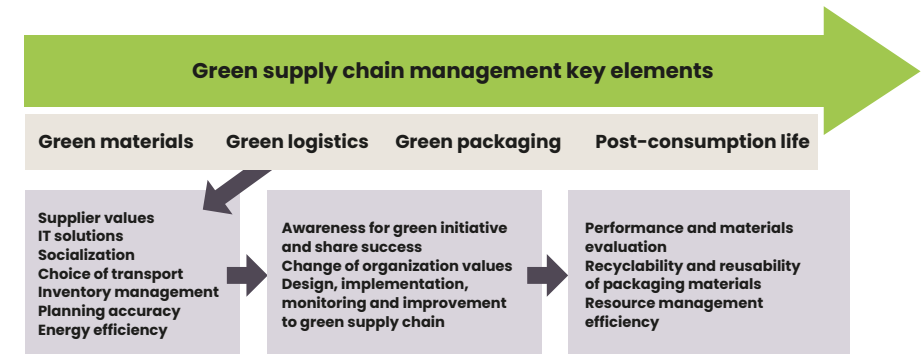 Green supply chain management key elements
Green materials
Green logistics
Green packaging
Post-consumption life
Supplier values
IT solutions
Socialization
Choice of transport
Inventory management
Planning accuracy
Energy efficiency
Awareness for green initiative
and share success
Change of organization values
Design, implementation,
monitoring and improvement
to green supply chain
Performance and materials
evaluation
Recyclability and reusability
of packaging materials
Resource management
efficiency